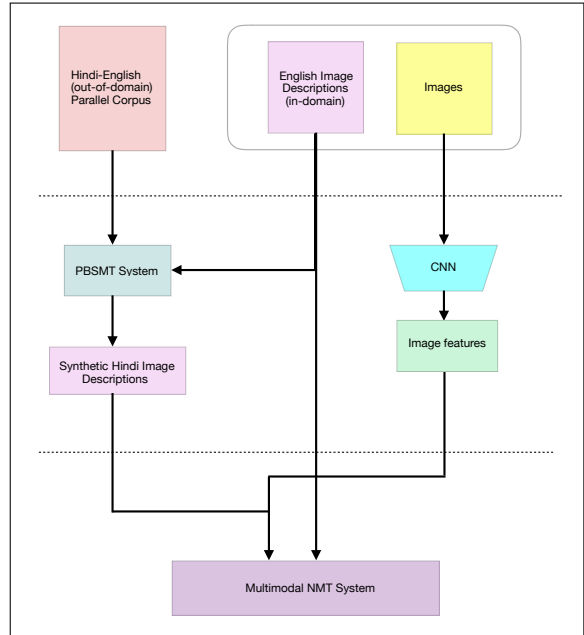 Hindi-English
(out-of-domain)
Parallel Corpus
English Image
Descriptions
(in-domain)
Images
PBSMT System
CNN
Synthetic Hindi Image
Descriptions
Image features
Multimodal NMT System